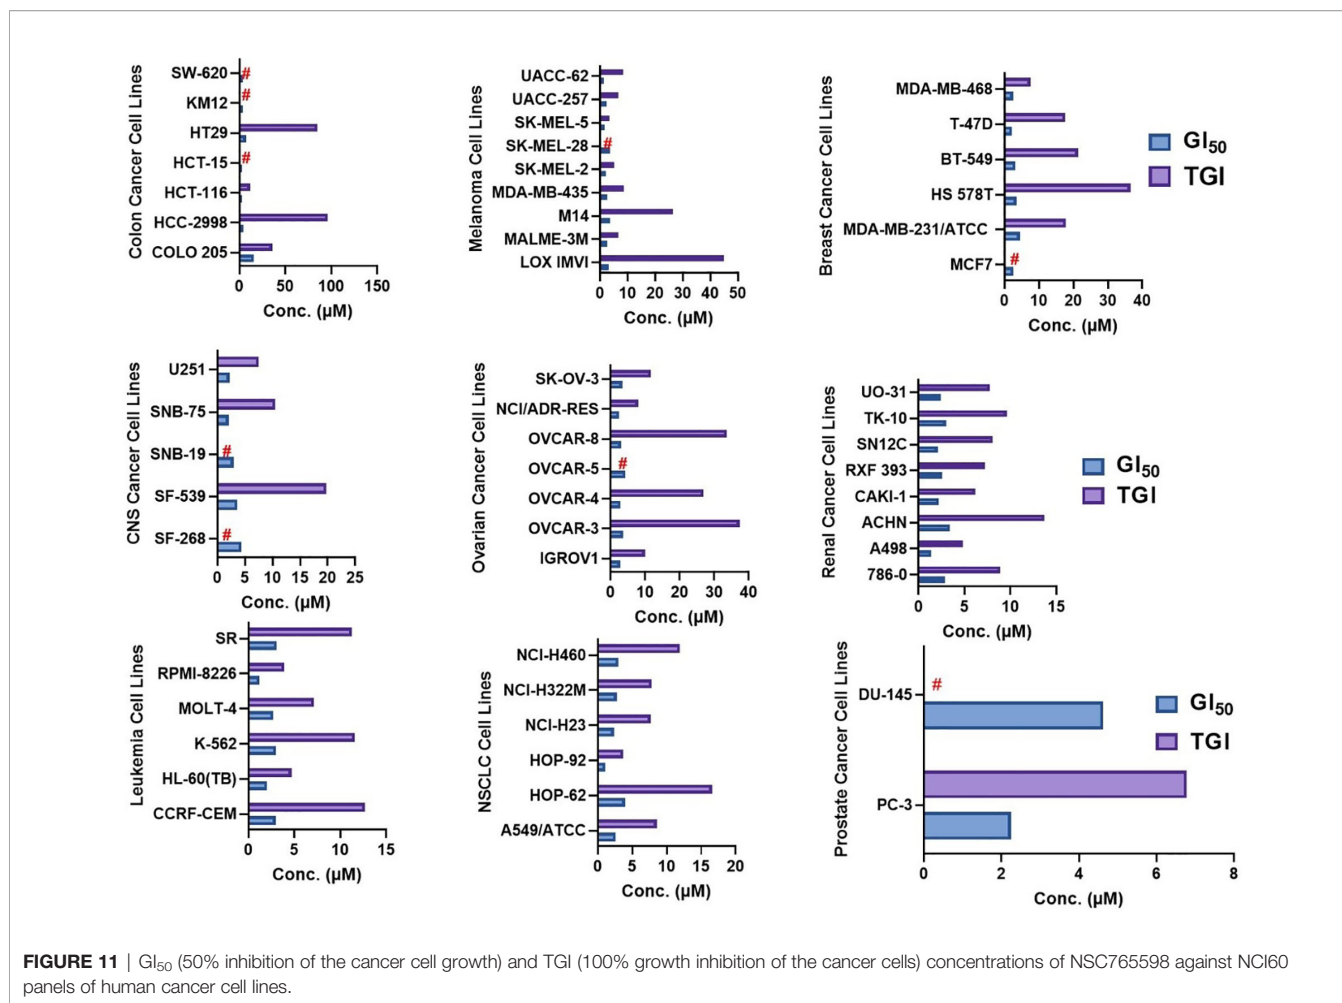 Colon Cancer Cell Lines
SW-620
#
KM12
#
HT29
HCT-15
#
HCT-116
HCC-2998
COLO 205
0 50 100 150
Conc. (µM)
Melanoma Cell Lines
UACC-62
UACC-257
SK-MEL-5
SK-MEL-28
#
SK-MEL-2
MDA-MB-435
M14
MALME-3M
LOX IMVI
0 10 20 30 40 50
Conc. (µM)
Breast Cancer Cell Lines
MDA-MB-468
T-47D
BT-549
HS 578T
MDA-MB-231/ATCC
MCF7
#
0 10 20 30 40
Conc. (µM)
GI50
TGI
CNS Cancer Cell Lines
U251
SNB-75
SNB-19
#
SF-539
SF-268
#
0 5 10 15 20 25
Conc. (µM)
Ovarian Cancer Cell Lines
SK-OV-3
NCI/ADR-RES
OVCAR-8
OVCAR-5
#
OVCAR-4
OVCAR-3
IGROV1
0 10 20 30 40
Conc. (µM)
Renal Cancer Cell Lines
UO-31
TK-10
SN12C
RXF 393
CAKI-1
ACHN
A498
786-0
0 5 10 15
Conc. (µM)
GI50
TGI
Leukemia Cell Lines
SR
RPMI-8226
MOLT-4
K-562
HL-60(TB)
CCRF-CEM
0 5 10 15
Conc. (µM)
NSCLC Cell Lines
NCI-H460
NCI-H322M
NCI-H23
HOP-92
HOP-62
A549/ATCC
0 5 10 15 20
Conc. (µM)
Prostate Cancer Cell Lines
DU-145
#
PC-3
0 2 4 6 8
Conc. (µM)
GI50
TGI
FIGURE 11 | GI50 (50% inhibition of the cancer cell growth) and TGI (100% growth inhibition of the cancer cells) concentrations of NSC765598 against NCI60
panels of human cancer cell lines.